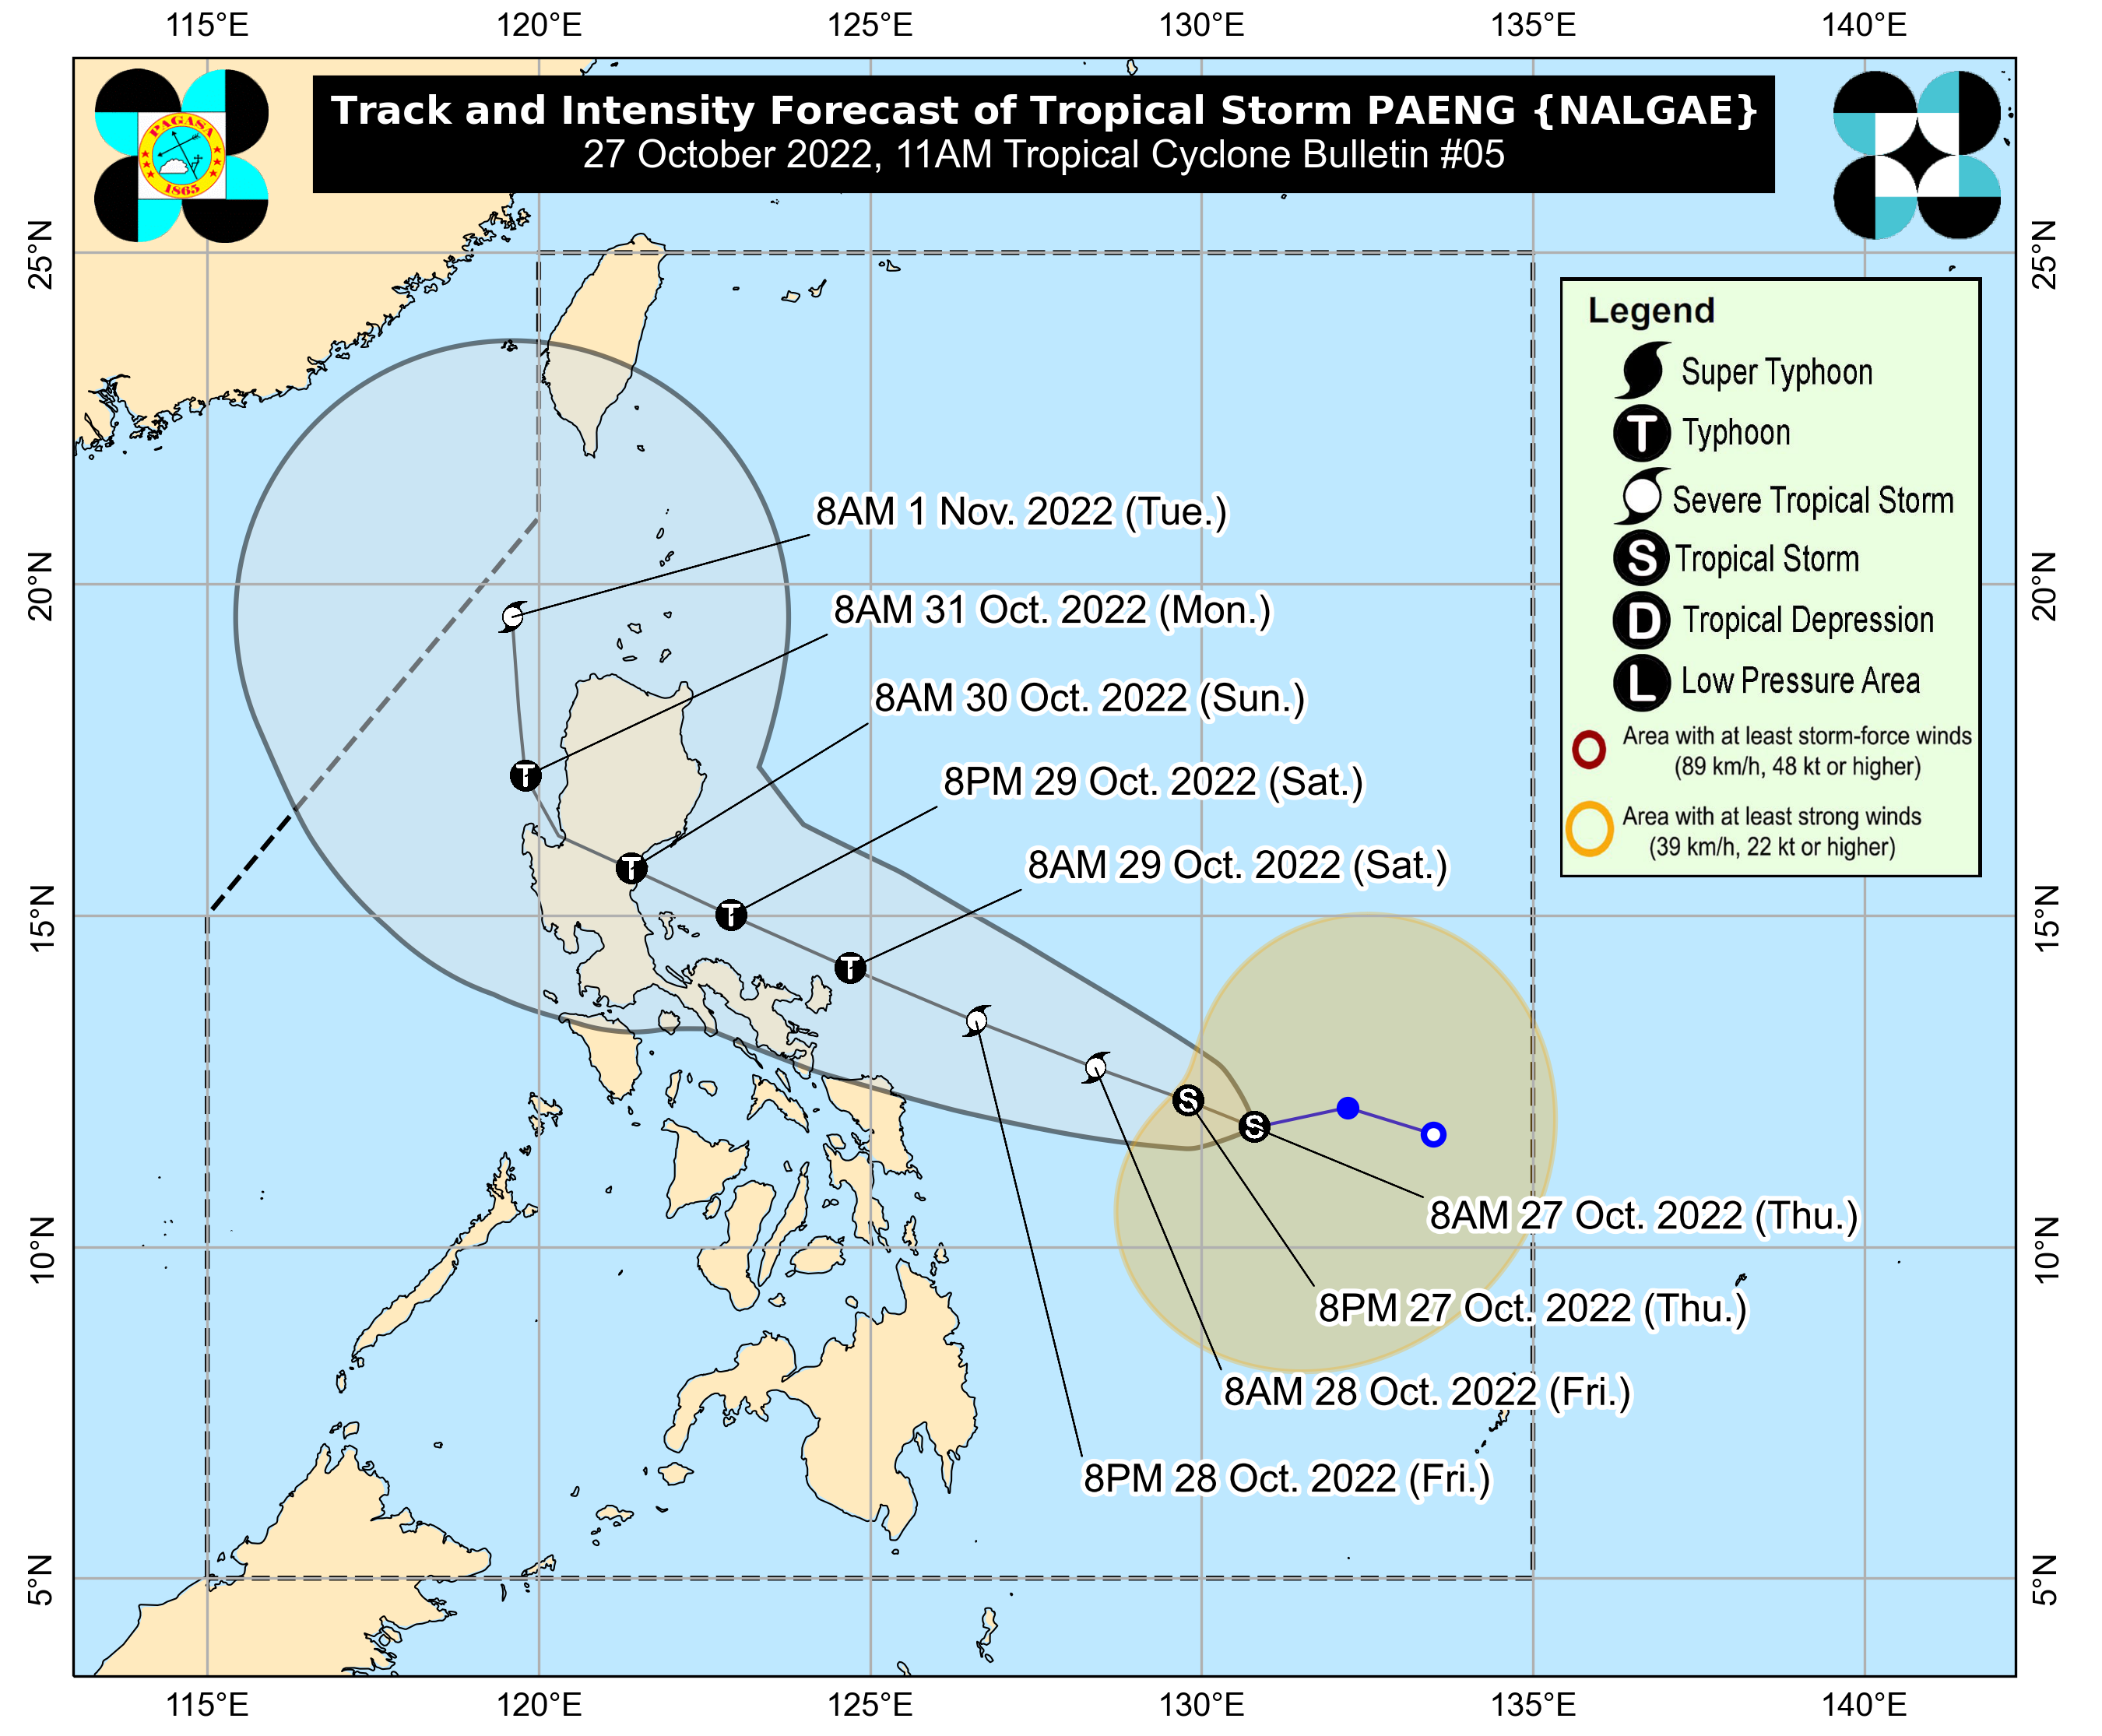 115°E 120°E 125°E 130°E 135°E 140°E
Track and Intensity Forecast of Tropical Storm PAENG {NALGAE}
27 October 2022, 11AM Tropical Cyclone Bulletin #05
PAGASA
1865
25°N 25°N
Legend
Super Typhoon
T Typhoon
Severe Tropical Storm
S Tropical Storm
D Tropical Depression
L Low Pressure Area
Area with at least storm-force winds
(89 km/h, 48 kt or higher)
Area with at least strong winds
(39 km/h, 22 kt or higher)
8AM 1 Nov. 2022 (Tue.)
20°N 20°N
8AM 31 Oct. 2022 (Mon.)
8AM 30 Oct. 2022 (Sun.)
T
8PM 29 Oct. 2022 (Sat.)
T
8AM 29 Oct. 2022 (Sat.)
15°N 15°N
T
T
S
S
8AM 27 Oct. 2022 (Thu.)
10°N 10°N
8PM 27 Oct. 2022 (Thu.)
8AM 28 Oct. 2022 (Fri.)
8PM 28 Oct. 2022 (Fri.)
5°N 5°N
115°E 120°E 125°E 130°E 135°E 140°E